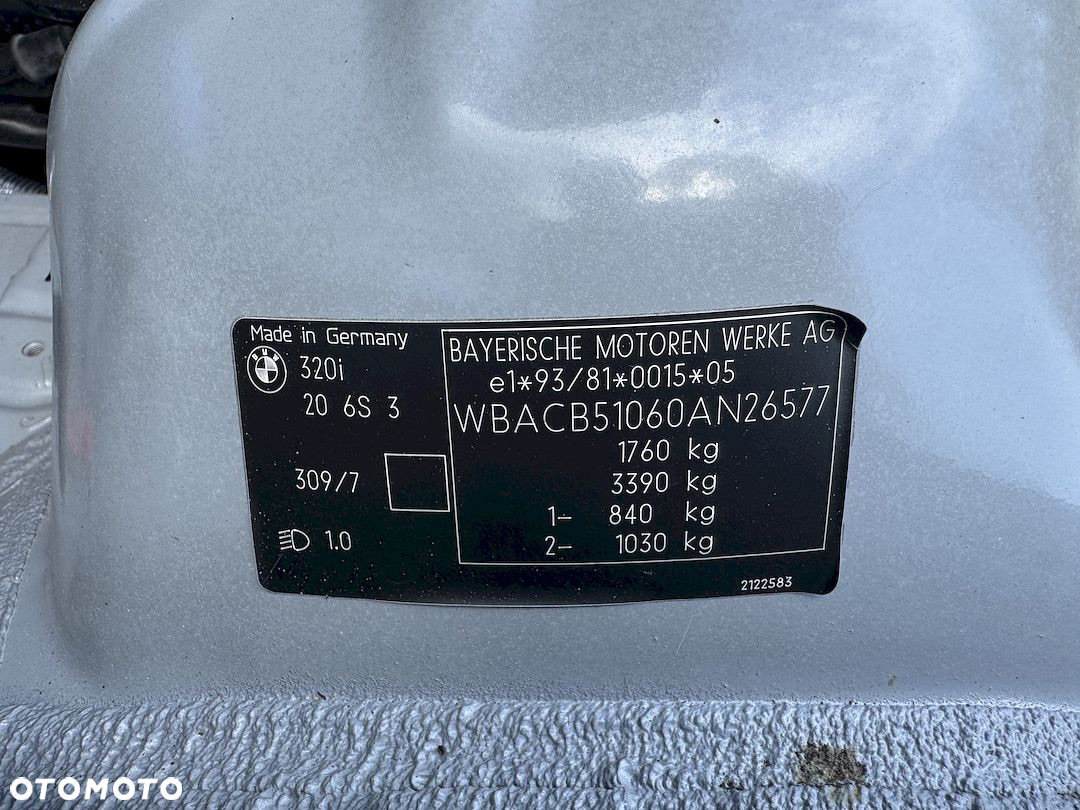 Made in Germany
BMW
320i
20 6S 3
309/7
1.0
BAYERISCHE MOTOREN WERKE AG
e1*93/81*0015*05
WBACB51060AN26577
1760 kg
3390 kg
1- 840 kg
2- 1030 kg
2122583
OTOMOTO